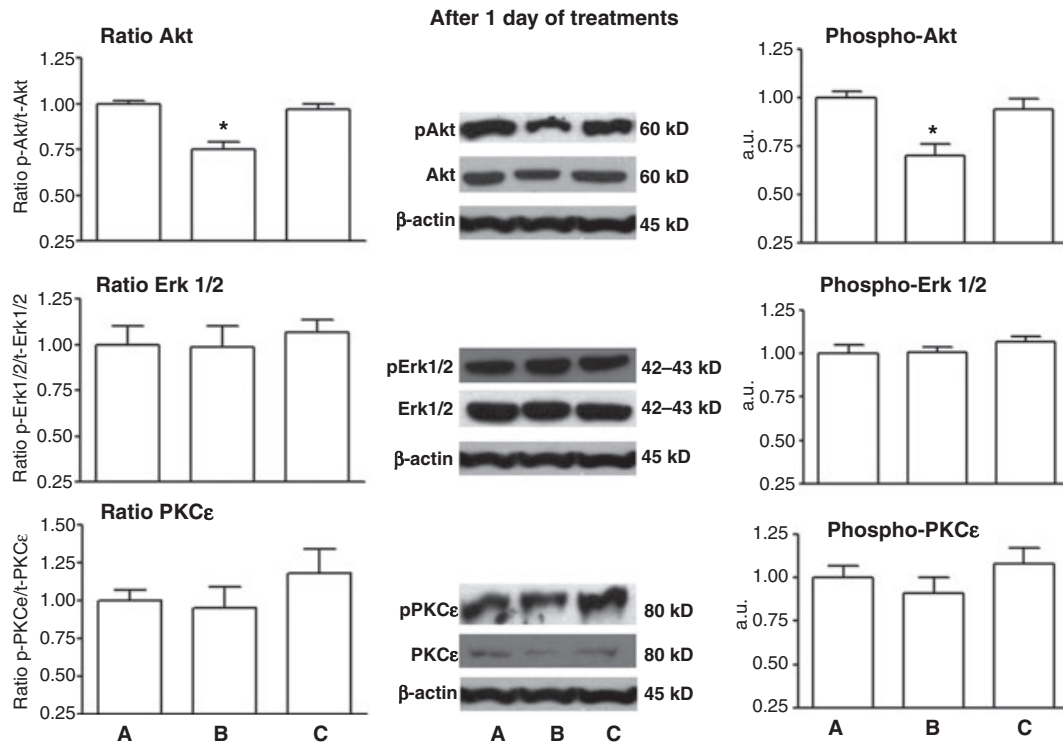 After 1 day of treatments
Ratio Akt
Ratio p-Akt/t-Akt
1.25
1.00
0.75
0.50
0.25
*
pAkt 60 kD
Akt 60 kD
β-actin 45 kD
Phospho-Akt
a.u.
1.25
1.00
0.75
0.50
0.25
*
Ratio Erk 1/2
Ratio p-Erk1/2/t-Erk1/2
1.25
1.00
0.75
0.50
0.25
pErk1/2 42–43 kD
Erk1/2 42–43 kD
β-actin 45 kD
Phospho-Erk 1/2
a.u.
1.25
1.00
0.75
0.50
0.25
Ratio PKCε
Ratio p-PKCe/t-PKCε
1.50
1.25
1.00
0.75
0.50
0.25
A B C
pPKCε 80 kD
PKCε 80 kD
β-actin 45 kD
A B C
Phospho-PKCε
a.u.
1.25
1.00
0.75
0.50
0.25
A B C